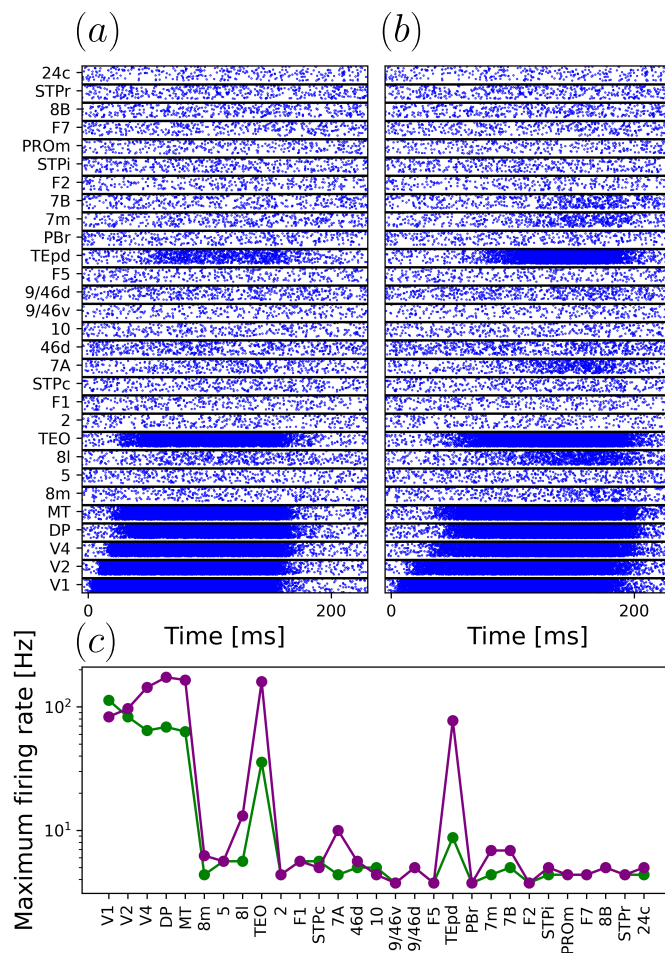 (a)
(b)
24c
STPr
8B
F7
PROm
STPi
F2
7B
7m
PBr
TEpd
F5
9/46d
9/46v
10
46d
7A
STPc
F1
2
TEO
8l
5
8m
MT
DP
V4
V2
V1
0 200
0 200
Time [ms]
Time [ms]
(c)
Maximum firing rate [Hz]
10²
10¹
V1 V2 V4 DP MT 8m 5 8l TEO 2 F1 STPc 7A 46d 10 9/46v 9/46d F5 TEpd PBr 7m 7B F2 STPi PROm F7 8B STPr 24c